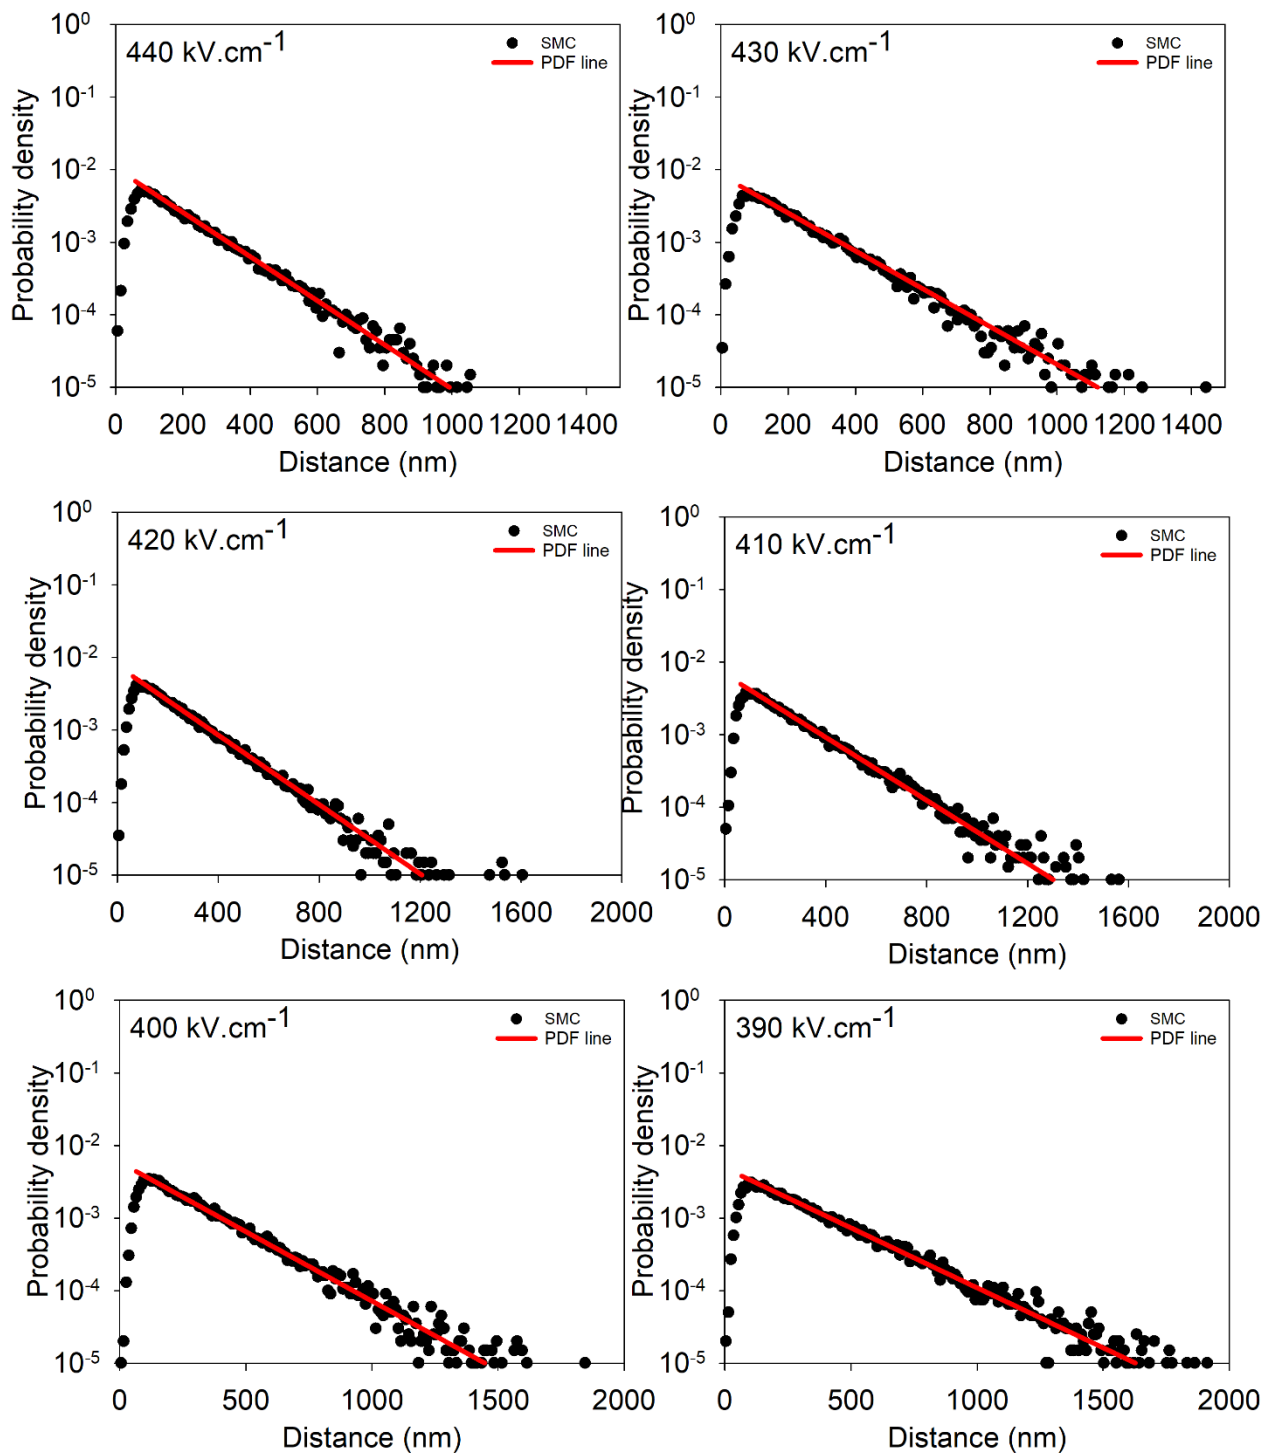 440 kV.cm⁻¹
SMC
PDF line
10⁰
10⁻¹
10⁻²
10⁻³
10⁻⁴
10⁻⁵
Probability density
0 200 400 600 800 1000 1200 1400
Distance (nm)
430 kV.cm⁻¹
SMC
PDF line
10⁰
10⁻¹
10⁻²
10⁻³
10⁻⁴
10⁻⁵
Probability density
0 200 400 600 800 1000 1200 1400
Distance (nm)
420 kV.cm⁻¹
SMC
PDF line
10⁰
10⁻¹
10⁻²
10⁻³
10⁻⁴
10⁻⁵
Probability density
0 400 800 1200 1600 2000
Distance (nm)
410 kV.cm⁻¹
SMC
PDF line
10⁰
10⁻¹
10⁻²
10⁻³
10⁻⁴
10⁻⁵
Probability density
0 400 800 1200 1600 2000
Distance (nm)
400 kV.cm⁻¹
SMC
PDF line
10⁰
10⁻¹
10⁻²
10⁻³
10⁻⁴
10⁻⁵
Probability density
0 500 1000 1500 2000
Distance (nm)
390 kV.cm⁻¹
SMC
PDF line
10⁰
10⁻¹
10⁻²
10⁻³
10⁻⁴
10⁻⁵
Probability density
0 500 1000 1500 2000
Distance (nm)